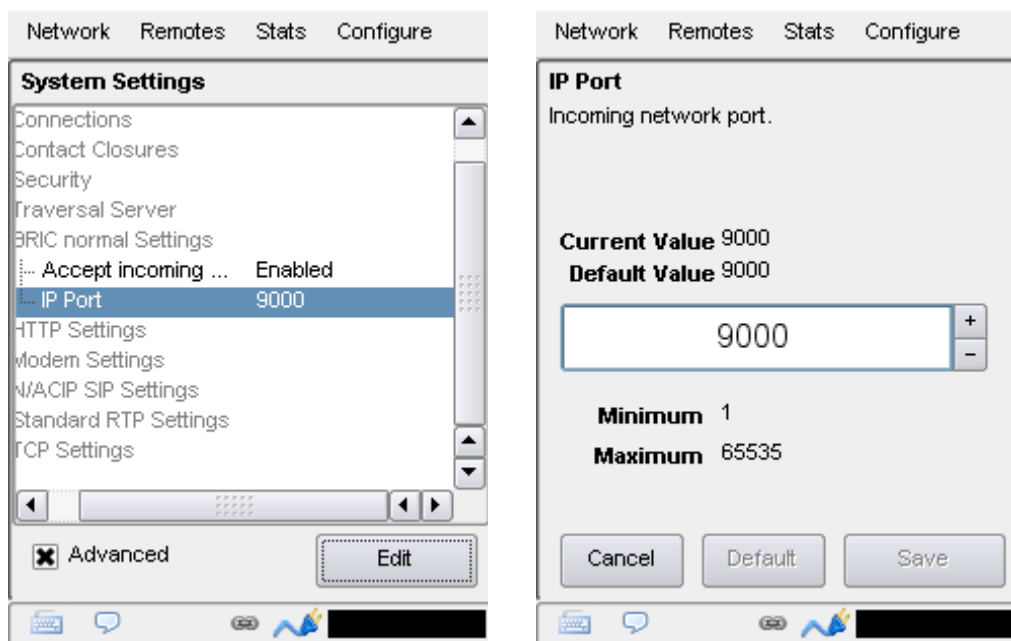 Network Remotes Stats Configure
System Settings
Connections
Contact Closures
Security
Traversal Server
BRIC normal Settings
Accept incoming ... Enabled
IP Port 9000
HTTP Settings
Modem Settings
N/ACIP SIP Settings
Standard RTP Settings
TCP Settings
Advanced
Edit
Network Remotes Stats Configure
IP Port
Incoming network port.
Current Value 9000
Default Value 9000
9000
+
-
Minimum 1
Maximum 65535
Cancel Default Save